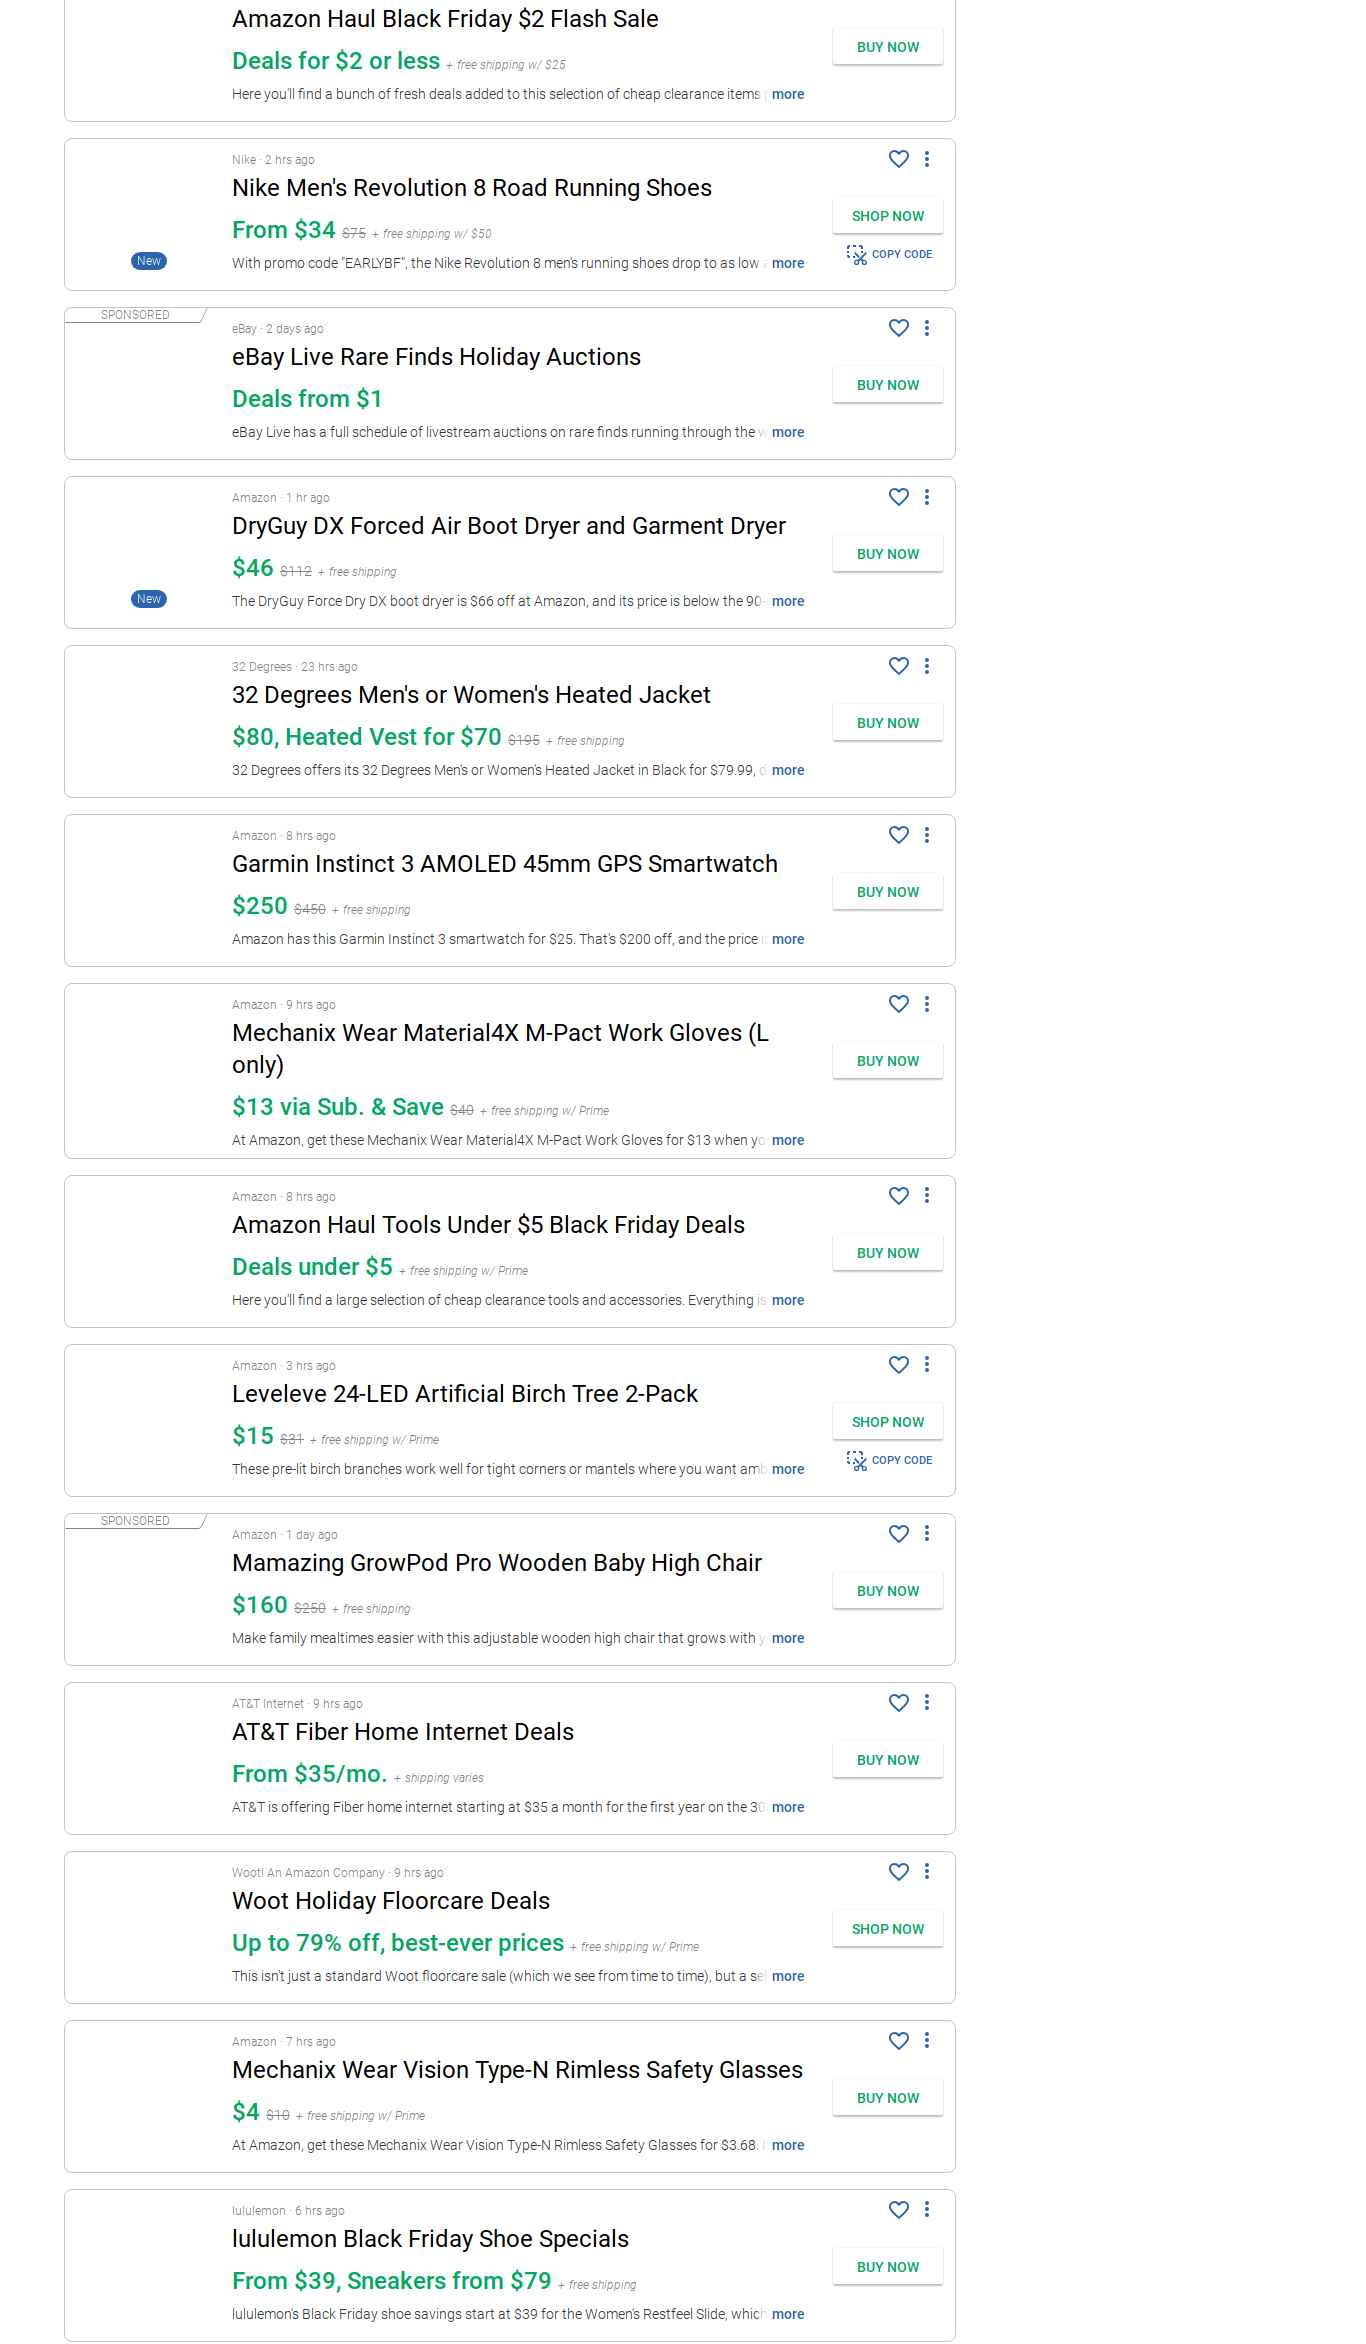 Amazon Haul Black Friday $2 Flash Sale
BUY NOW
Deals for $2 or less + free shipping w/ $25
Here you'll find a bunch of fresh deals added to this selection of cheap clearance items more
Nike · 2 hrs ago
Nike Men's Revolution 8 Road Running Shoes
SHOP NOW
From $34 $75 + free shipping w/ $50
COPY CODE
New
With promo code "EARLYBF", the Nike Revolution 8 men's running shoes drop to as low more
SPONSORED
eBay · 2 days ago
eBay Live Rare Finds Holiday Auctions
BUY NOW
Deals from $1
eBay Live has a full schedule of livestream auctions on rare finds running through the more
Amazon · 1 hr ago
DryGuy DX Forced Air Boot Dryer and Garment Dryer
BUY NOW
$46 $112 + free shipping
New
The DryGuy Force Dry DX boot dryer is $66 off at Amazon, and its price is below the 90- more
32 Degrees · 23 hrs ago
32 Degrees Men's or Women's Heated Jacket
BUY NOW
$80, Heated Vest for $70 $195 + free shipping
32 Degrees offers its 32 Degrees Men's or Women's Heated Jacket in Black for $79.99, more
Amazon · 8 hrs ago
Garmin Instinct 3 AMOLED 45mm GPS Smartwatch
BUY NOW
$250 $450 + free shipping
Amazon has this Garmin Instinct 3 smartwatch for $25. That's $200 off, and the price more
Amazon · 9 hrs ago
Mechanix Wear Material4X M-Pact Work Gloves (L
only)
BUY NOW
$13 via Sub. & Save $40 + free shipping w/ Prime
At Amazon, get these Mechanix Wear Material4X M-Pact Work Gloves for $13 when yo more
Amazon · 8 hrs ago
Amazon Haul Tools Under $5 Black Friday Deals
BUY NOW
Deals under $5 + free shipping w/ Prime
Here you'll find a large selection of cheap clearance tools and accessories. Everything is more
Amazon · 3 hrs ago
Leveleve 24-LED Artificial Birch Tree 2-Pack
SHOP NOW
$15 $31 + free shipping w/ Prime
COPY CODE
These pre-lit birch branches work well for tight corners or mantels where you want amb more
SPONSORED
Amazon · 1 day ago
Mamazing GrowPod Pro Wooden Baby High Chair
BUY NOW
$160 $250 + free shipping
Make family mealtimes easier with this adjustable wooden high chair that grows with y more
AT&T Internet · 9 hrs ago
AT&T Fiber Home Internet Deals
BUY NOW
From $35/mo. + shipping varies
AT&T is offering Fiber home internet starting at $35 a month for the first year on the 30 more
Woot! An Amazon Company · 9 hrs ago
Woot Holiday Floorcare Deals
SHOP NOW
Up to 79% off, best-ever prices + free shipping w/ Prime
This isn't just a standard Woot floorcare sale (which we see from time to time), but a se more
Amazon · 7 hrs ago
Mechanix Wear Vision Type-N Rimless Safety Glasses
BUY NOW
$4 $10 + free shipping w/ Prime
At Amazon, get these Mechanix Wear Vision Type-N Rimless Safety Glasses for $3.68. more
lululemon · 6 hrs ago
lululemon Black Friday Shoe Specials
BUY NOW
From $39, Sneakers from $79 + free shipping
lululemon's Black Friday shoe savings start at $39 for the Women's Restfeel Slide, which more